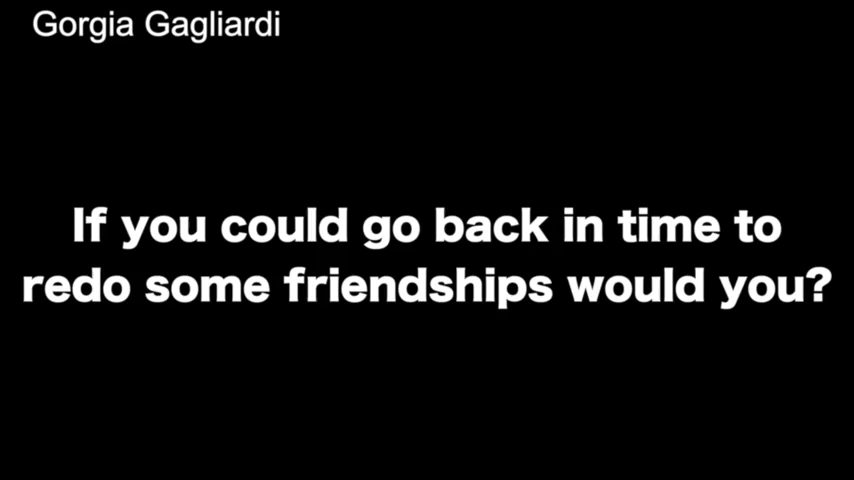 Gorgia Gagliardi
If you could go back in time to
redo some friendships would you?